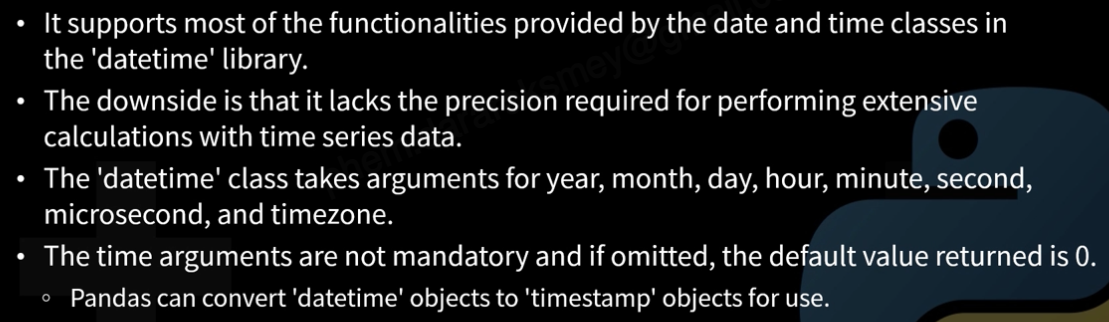 • It supports most of the functionalities provided by the date and time classes in
the 'datetime' library.
• The downside is that it lacks the precision required for performing extensive
calculations with time series data.
• The 'datetime' class takes arguments for year, month, day, hour, minute, second,
microsecond, and timezone.
• The time arguments are not mandatory and if omitted, the default value returned is 0.
◦ Pandas can convert 'datetime' objects to 'timestamp' objects for use.